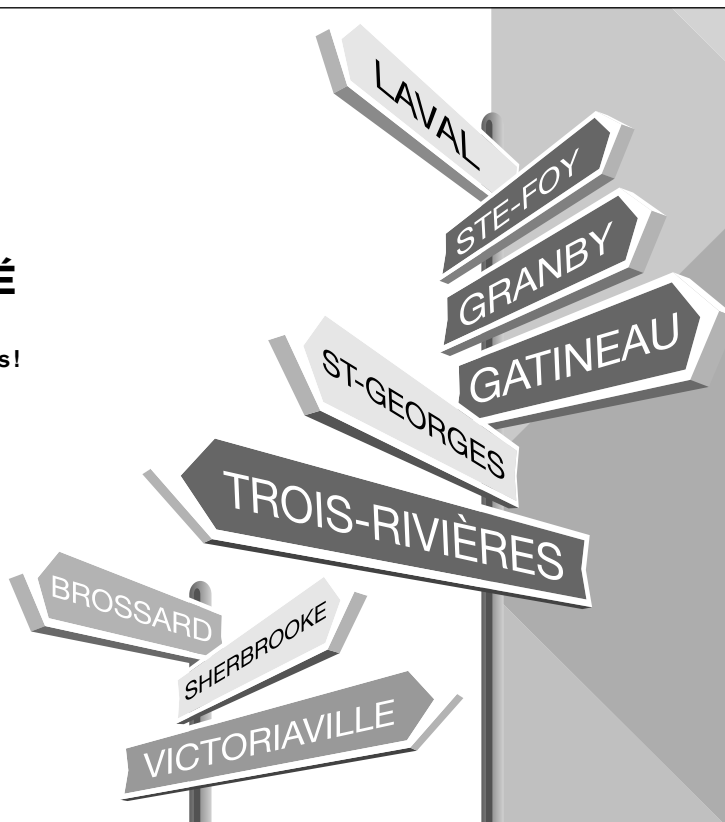 LAVAL
STE-FOY
GRANBY
É
GATINEAU
s!
ST-GEORGES
TROIS-RIVIÈRES
BROSSARD
SHERBROOKE
VICTORIAVILLE